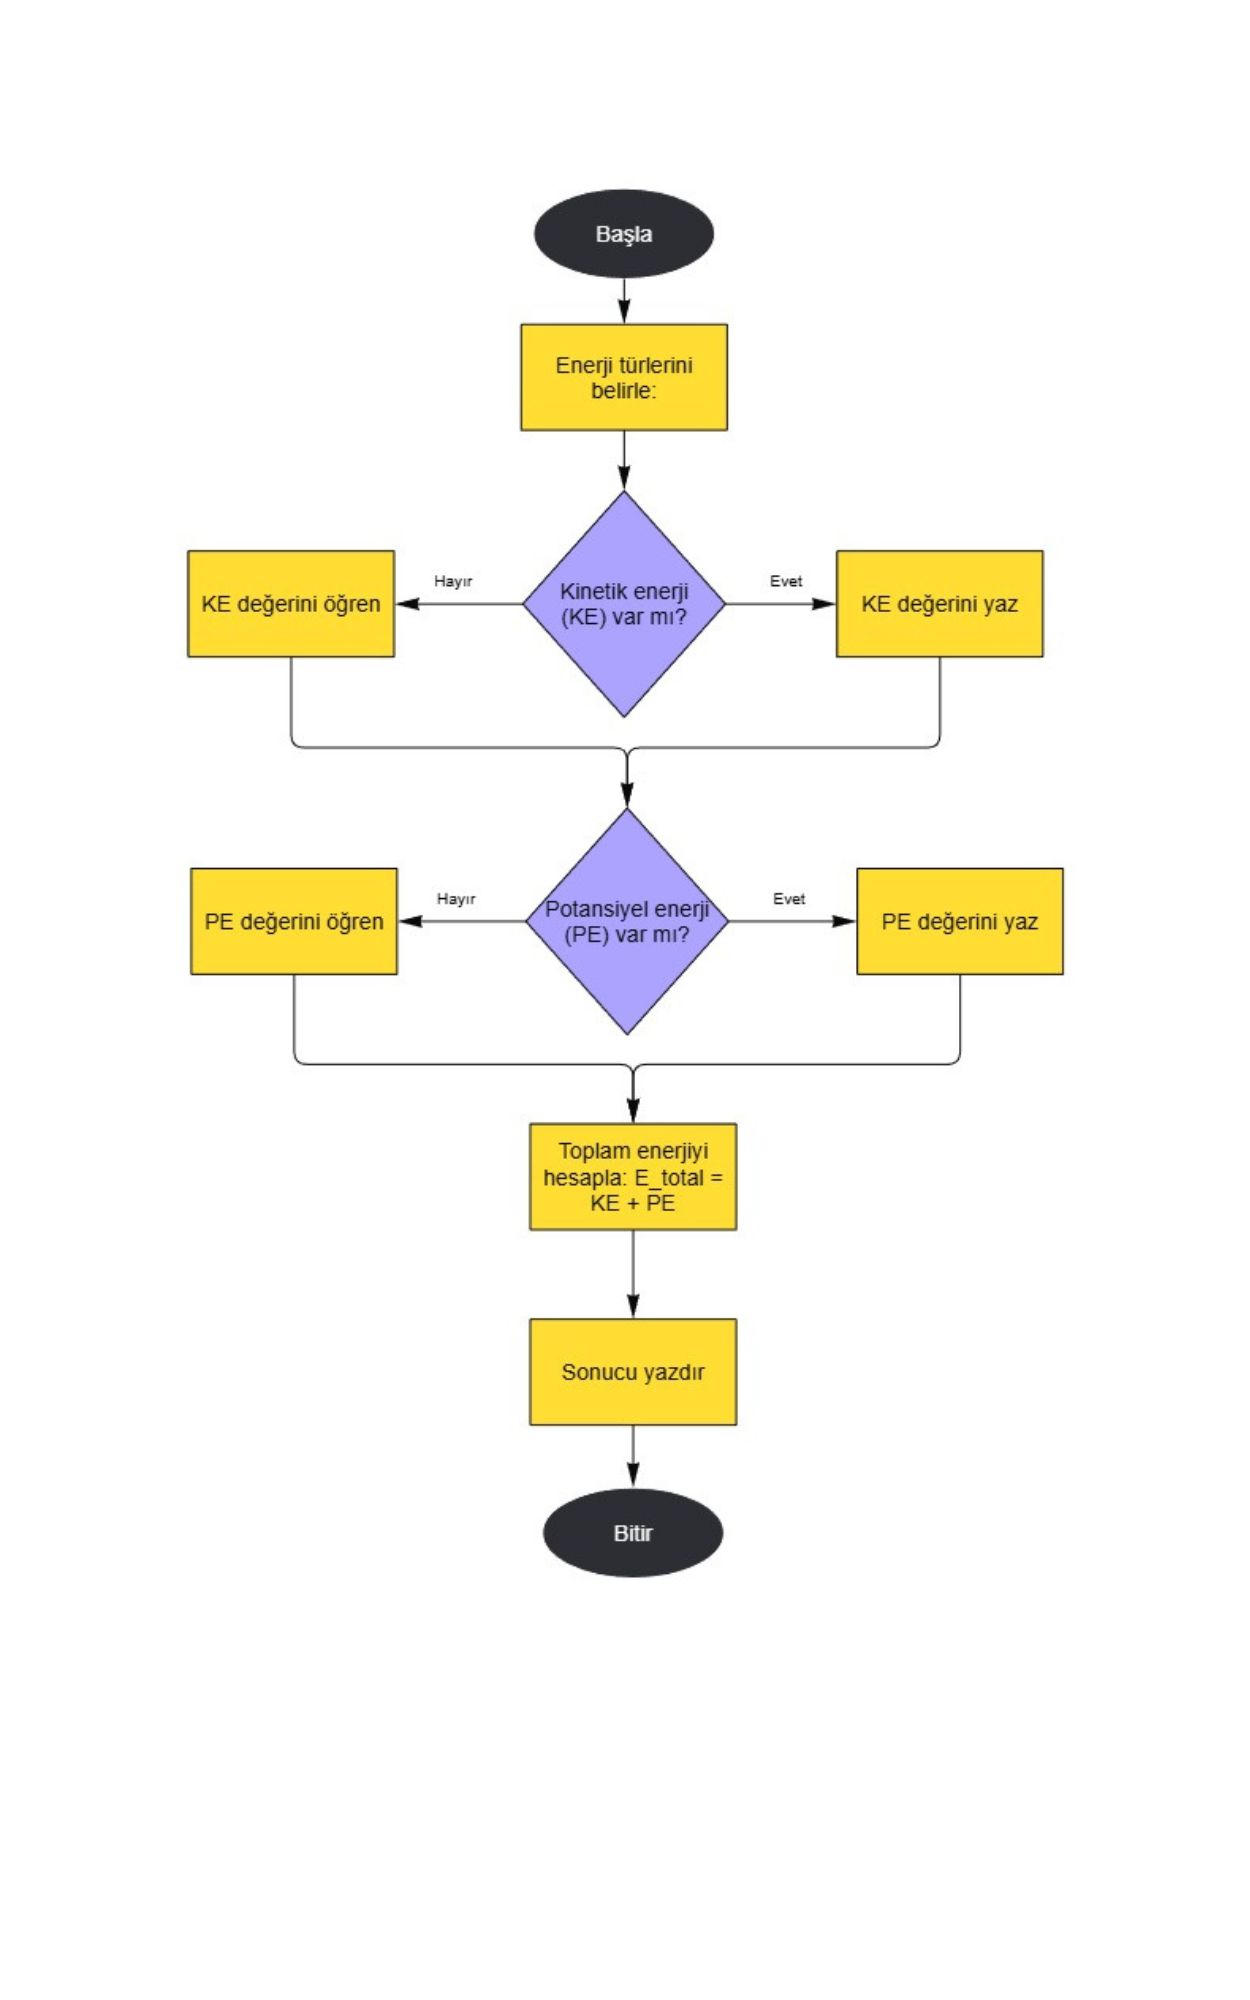 Başla
Enerji türlerini
belirle:
Hayır
Evet
KE değerini öğren
Kinetik enerji
(KE) var mı?
KE değerini yaz
Hayır
Evet
PE değerini öğren
Potansiyel enerji
(PE) var mı?
PE değerini yaz
Toplam enerjiyi
hesapla: E_total =
KE + PE
Sonucu yazdır
Bitir